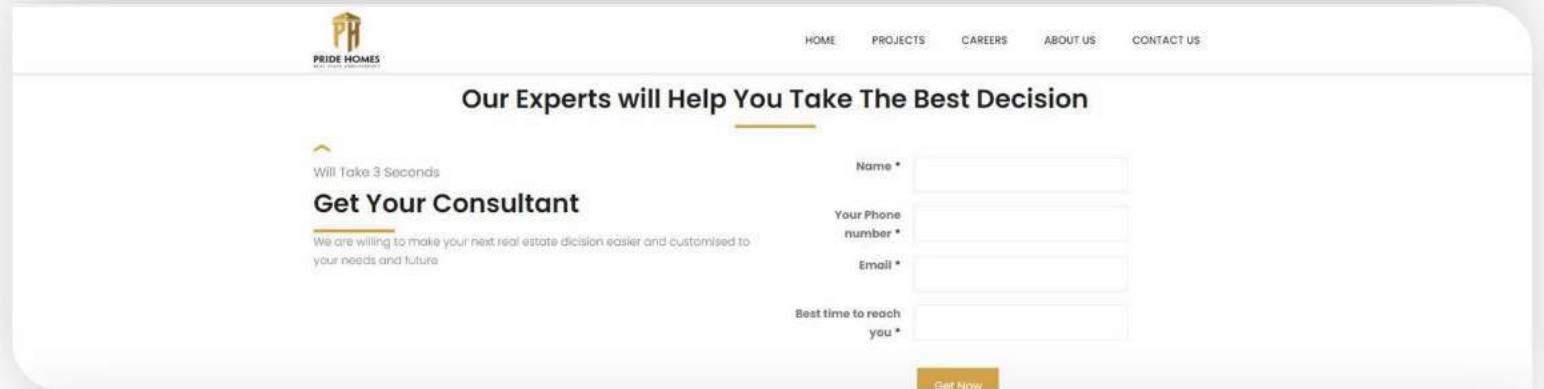 PH
PRIDE HOMES
HOME PROJECTS CAREERS ABOUT US CONTACT US
Our Experts will Help You Take The Best Decision
Will Take 3 Seconds
Get Your Consultant
We are willing to make your next real estate dicision easier and customised to
your needs and future
Name *
Your Phone
number *
Email *
Best time to reach
you *
Get Now